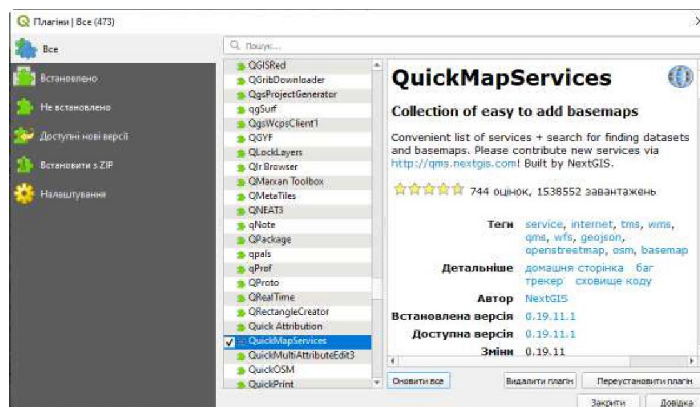 Плагіни | Все (473)
Все
Встановлено
Не встановлено
Доступні нові версії
Встановити з ZIP
Налаштування
Пошук...
QGISRed
QGribDownloader
QgsProjectGenerator
qgSurf
QgsWcpsClient1
QGYF
QLockLayers
Qlr Browser
QMarxan Toolbox
QMetaTiles
QNEAT3
qNote
QPackage
qpals
qProf
QProto
QRealTime
QRectangleCreator
Quick Attribution
QuickMapServices
QuickMultiAttributeEdit3
QuickOSM
QuickPrint
QuickMapServices
Collection of easy to add basemaps
Convenient list of services + search for finding datasets
and basemaps. Please contribute new services via
http://qms.nextgis.com! Built by NextGIS.
744 оцінок, 1538552 завантажень
Теги service, internet, tms, wms,
qms, wfs, geojson,
openstreetmap, osm, basemap
Детальніше домашня сторінка баг
трекер сховище коду
Автор NextGIS
Встановлена версія 0.19.11.1
Доступна версія 0.19.11.1
Зміни 0.19.11
Оновити все Видалити плагін Переустановити плагін
Закрити Довідка